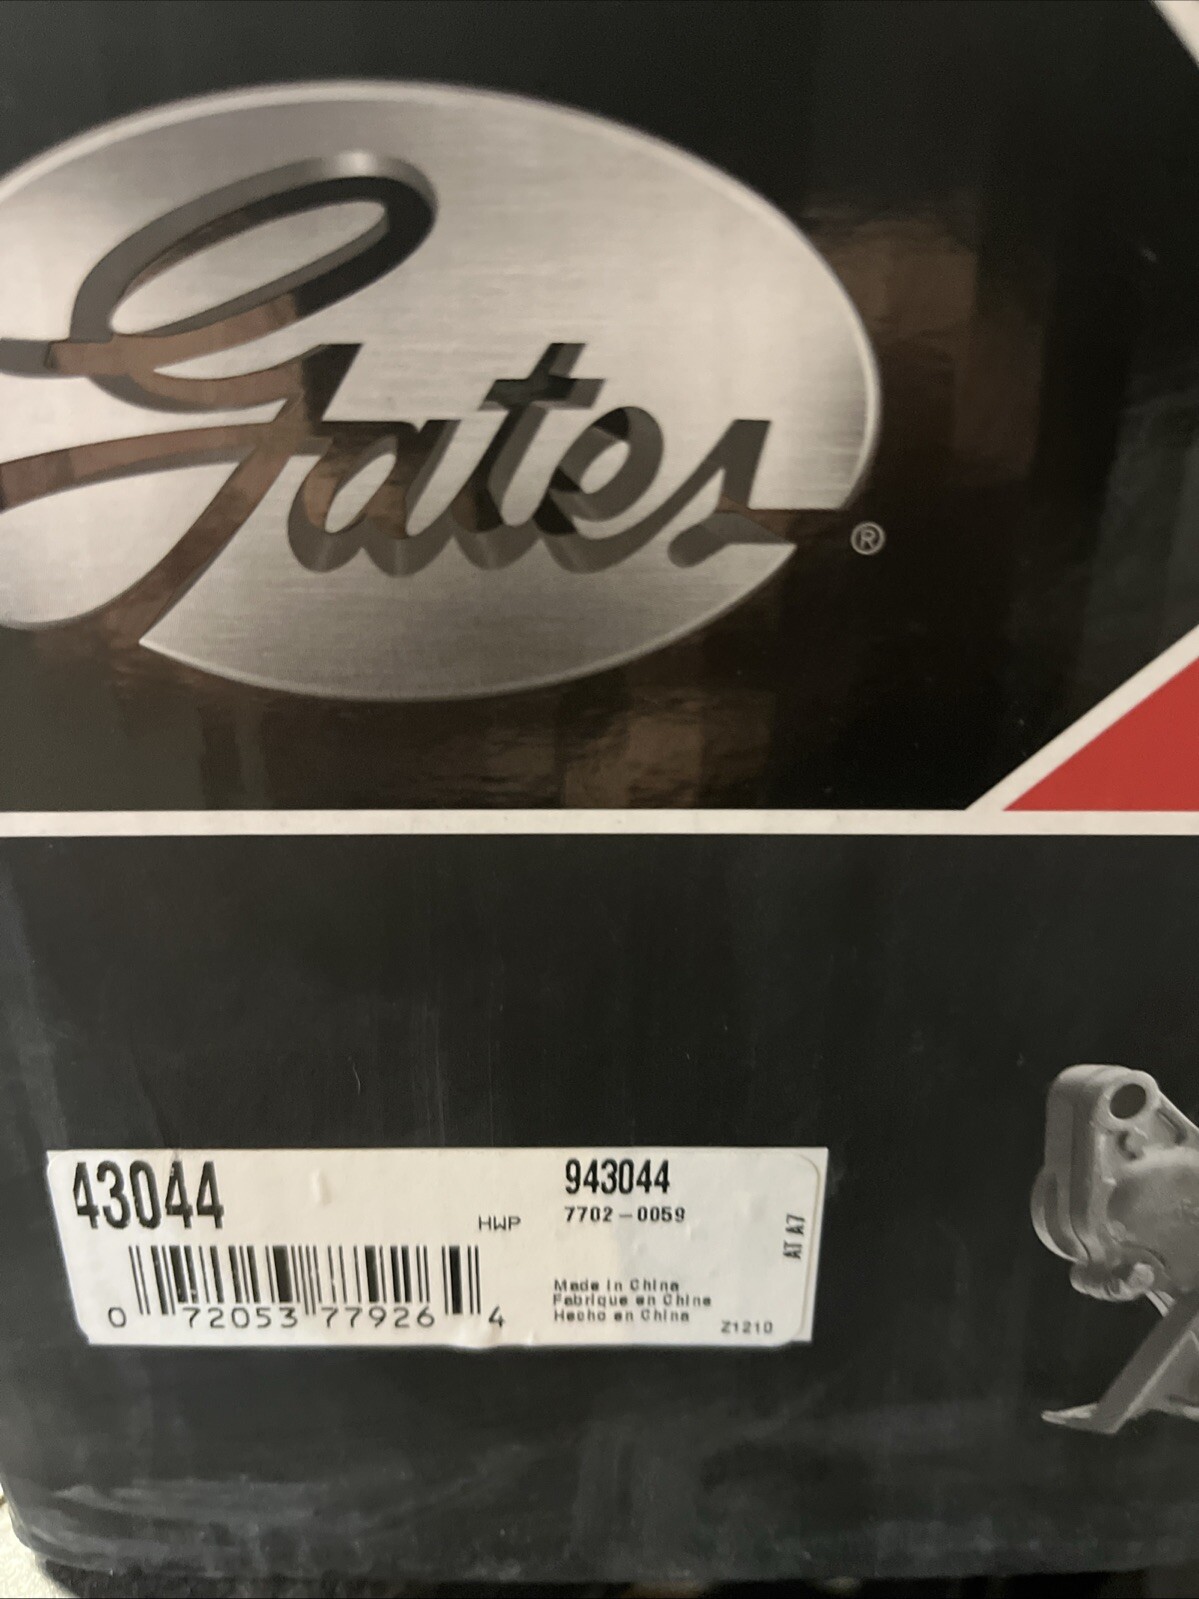 Gates®
43044
HWP
0 72053 77926 4
943044
7702-0059
Made in China
Fabriqué en Chine
Hecho en China
Z1210
AT A7